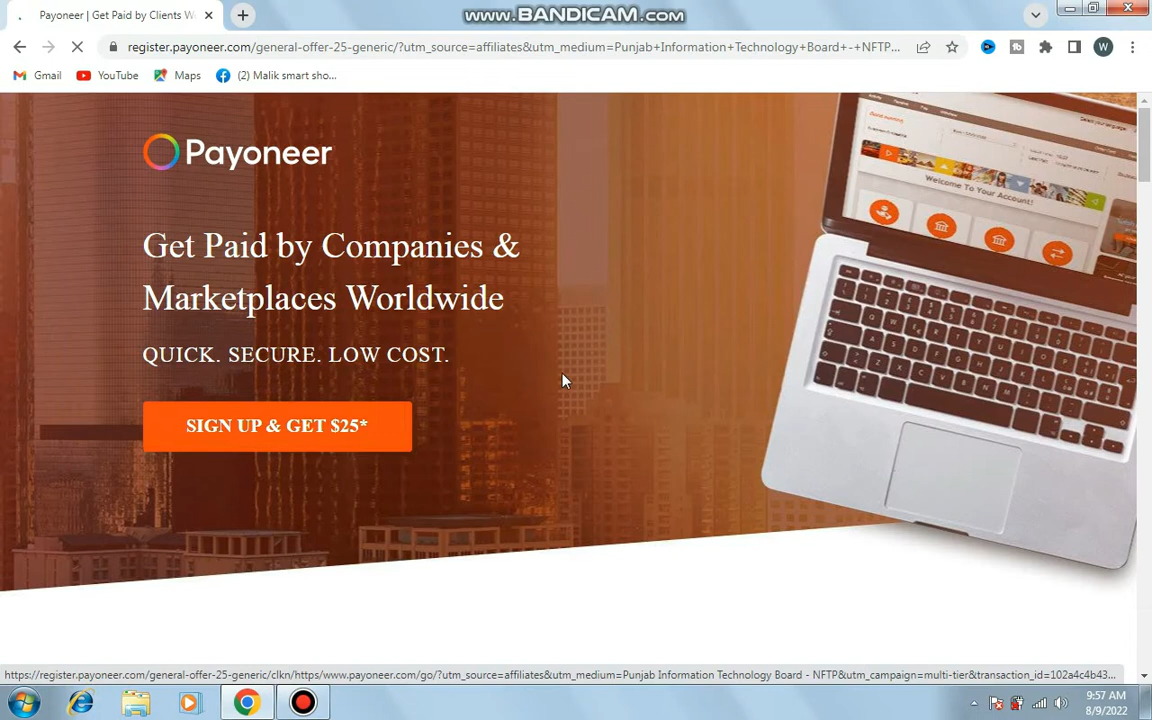 Payoneer | Get Paid by Clients W
www.BANDICAM.com
register.payoneer.com/general-offer-25-generic/?utm_source=affiliates&utm_medium=Punjab+Information+Technology+Board+-+NFTP...
W
Gmail
YouTube
Maps
(2) Malik smart sho...
Payoneer
Get Paid by Companies &
Marketplaces Worldwide
QUICK. SECURE. LOW COST.
SIGN UP & GET $25*
Welcome To Your Account!
https://register.payoneer.com/general-offer-25-generic/clkn/https/www.payoneer.com/go/?utm_source=affiliates&utm_medium=Punjab Information Technology Board - NFTP&utm_campaign=multi-tier&transaction_id=102a4c4b43...
9:57 AM
8/9/2022